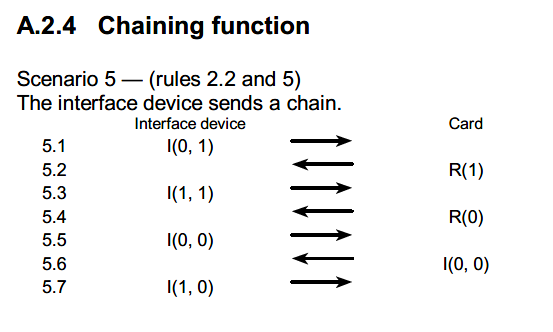 A.2.4 Chaining function
Scenario 5 — (rules 2.2 and 5)
The interface device sends a chain.
Interface device Card
5.1 I(0, 1)
5.2 R(1)
5.3 I(1, 1)
5.4 R(0)
5.5 I(0, 0)
5.6 I(0, 0)
5.7 I(1, 0)